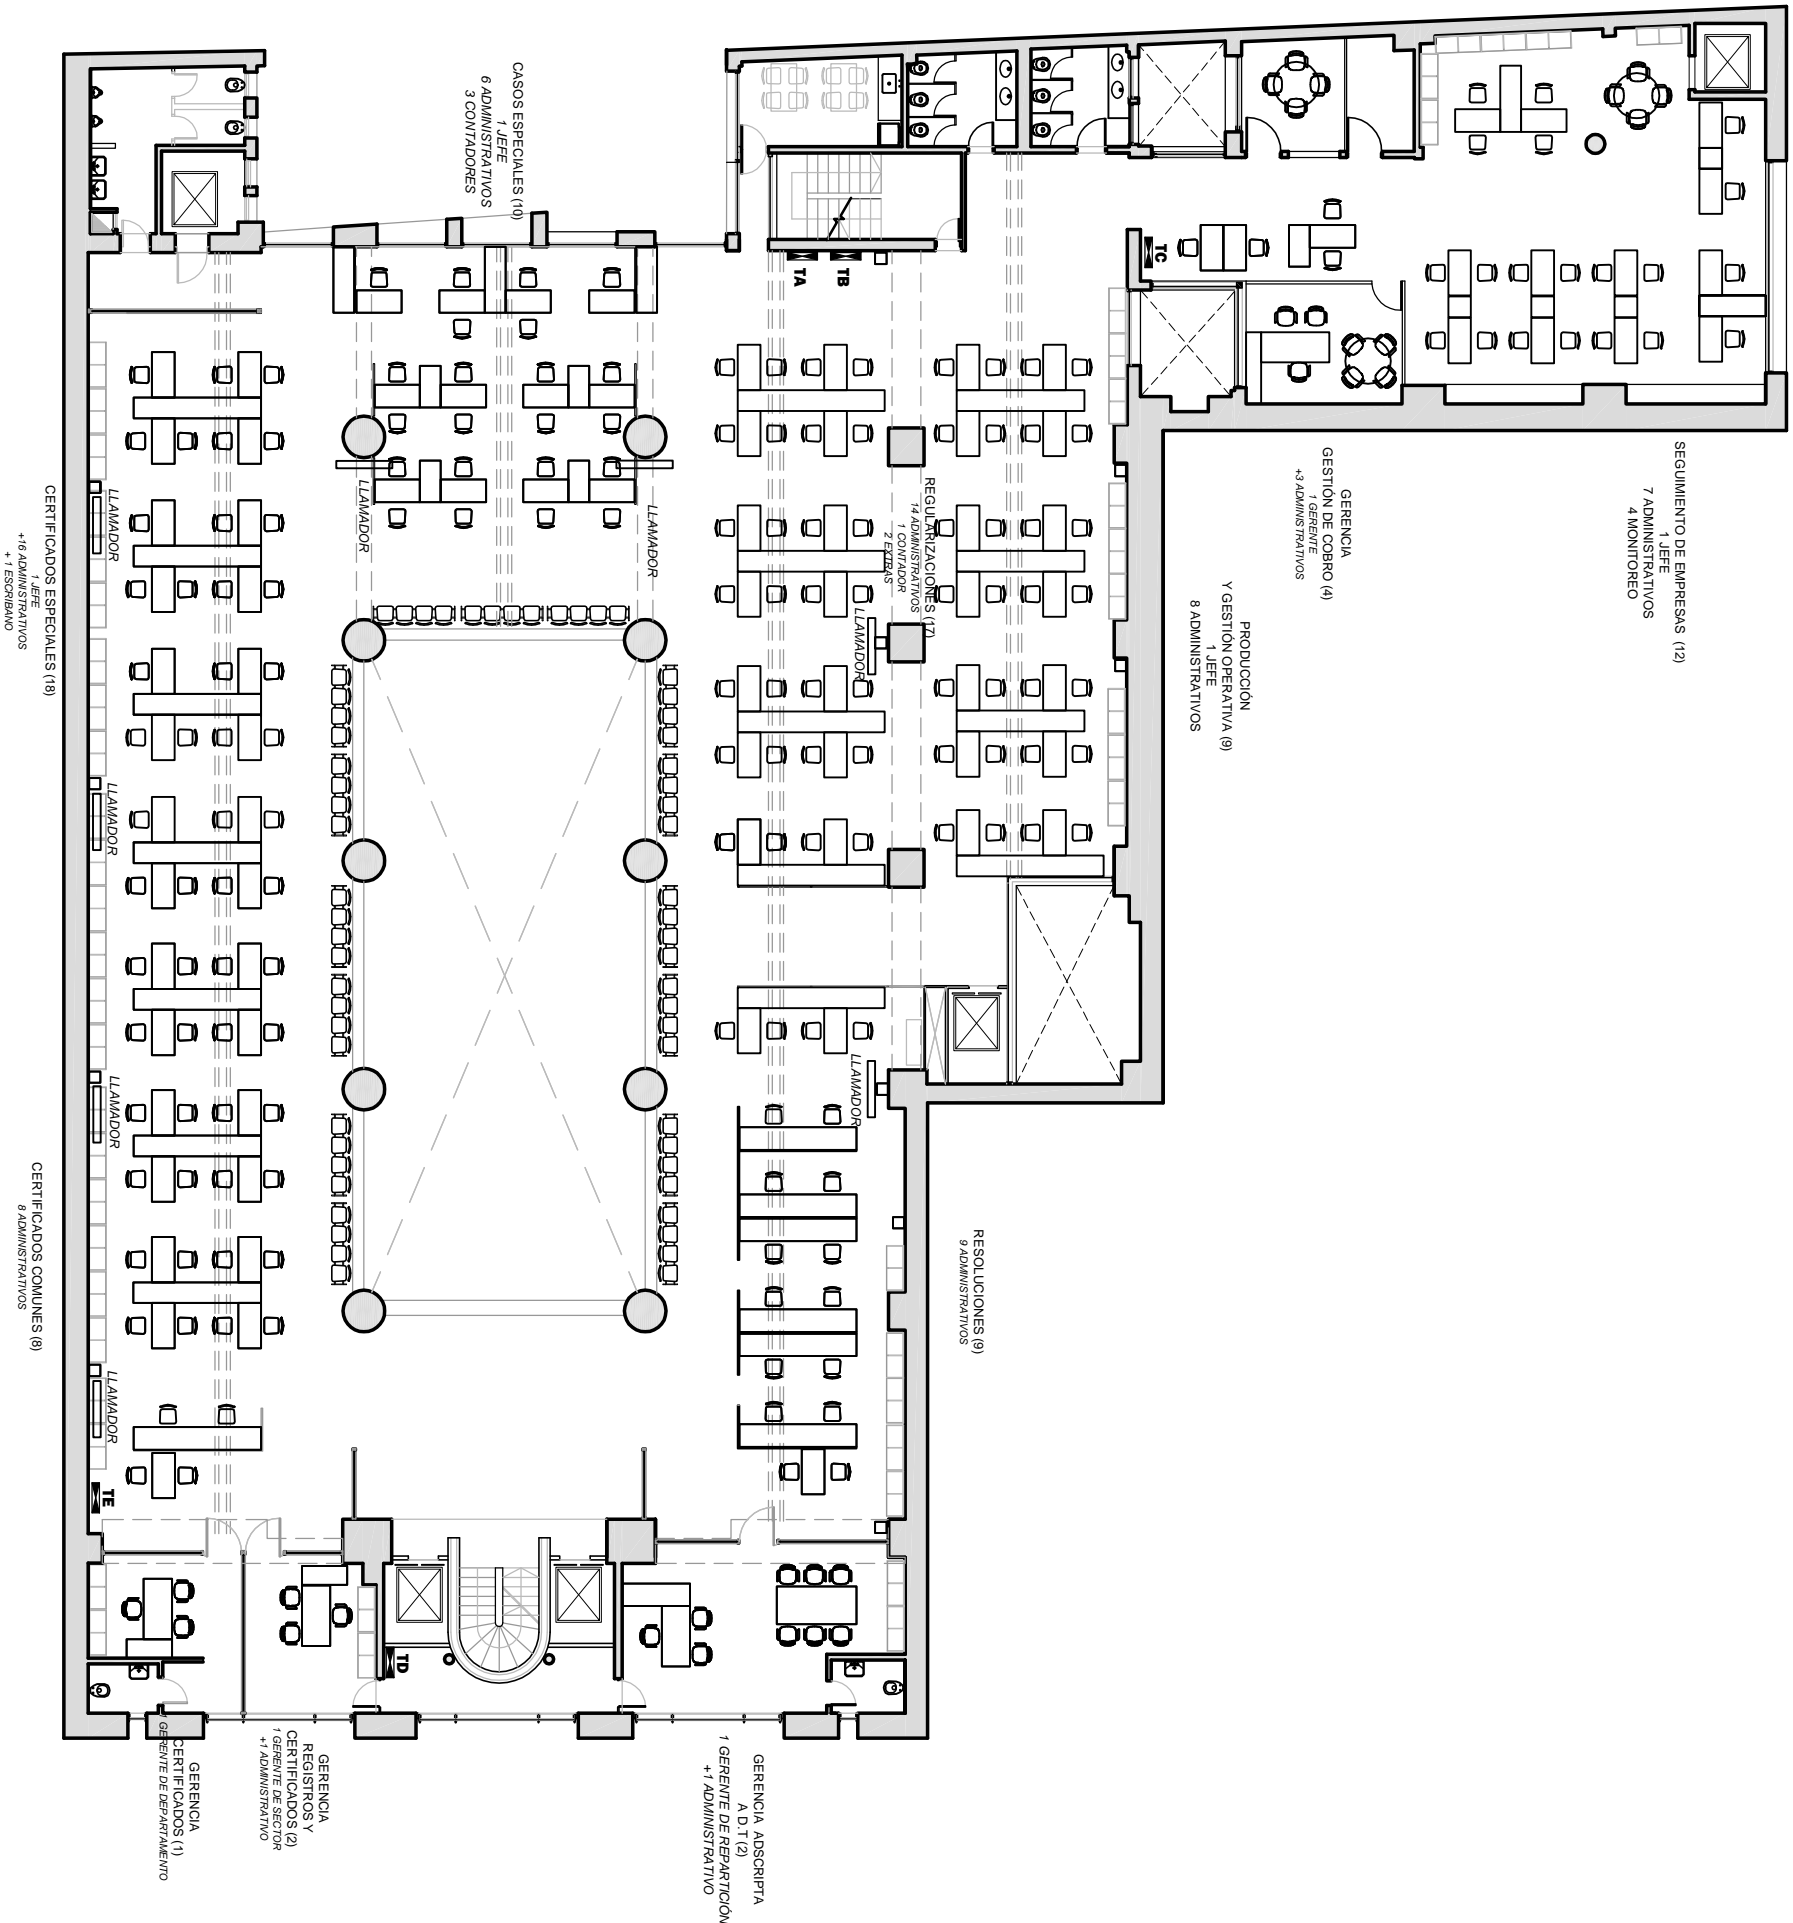 CASOS ESPECIALES (10)
1 JEFE
6 ADMINISTRATIVOS
3 CONTADORES
TA
TB
TC
SEGUIMIENTO DE EMPRESAS (12)
1 JEFE
7 ADMINISTRATIVOS
4 MONITOREO
GERENCIA
GESTIÓN DE COBRO (4)
1 GERENTE
+3 ADMINISTRATIVOS
PRODUCCIÓN
Y GESTIÓN OPERATIVA (9)
1 JEFE
8 ADMINISTRATIVOS
REGULARIZACIONES (17)
14 ADMINISTRATIVOS
1 CONTADOR
2 EXTRAS
LLAMADOR
LLAMADOR
LLAMADOR
LLAMADOR
LLAMADOR
LLAMADOR
LLAMADOR
LLAMADOR
CERTIFICADOS ESPECIALES (18)
1 JEFE
+16 ADMINISTRATIVOS
+ 1 ESCRIBANO
CERTIFICADOS COMUNES (8)
8 ADMINISTRATIVOS
RESOLUCIONES (9)
9 ADMINISTRATIVOS
TE
TD
GERENCIA
CERTIFICADOS (1)
1 GERENTE DE DEPARTAMENTO
GERENCIA
REGISTROS Y
CERTIFICADOS (2)
1 GERENTE DE SECTOR
+1 ADMINISTRATIVO
GERENCIA ADSCRIPTA
A D.T (2)
1 GERENTE DE REPARTICIÓN
+1 ADMINISTRATIVO